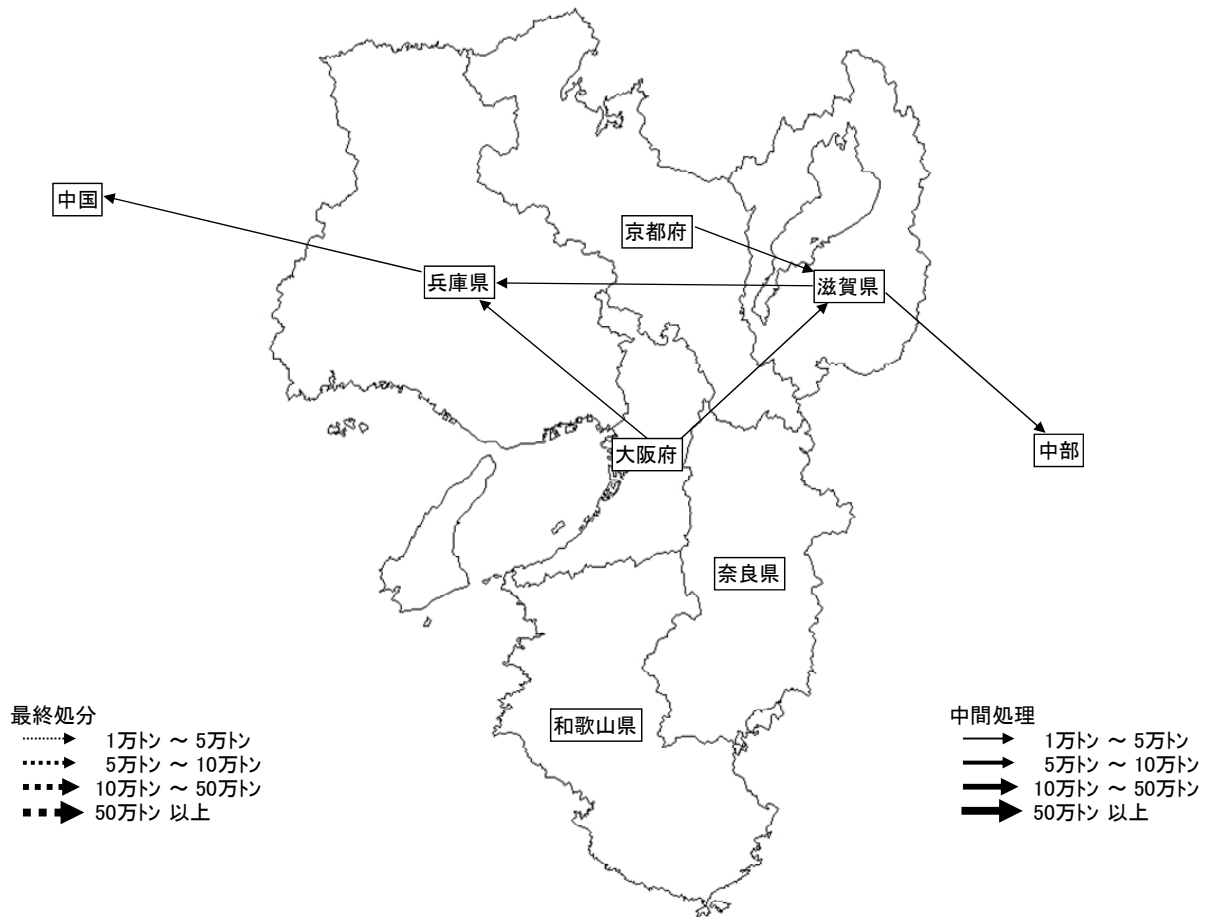 中国
京都府
兵庫県
滋賀県
大阪府
中部
奈良県
和歌山県
最終処分
1万トン ～ 5万トン
5万トン ～ 10万トン
10万トン ～ 50万トン
50万トン 以上
中間処理
1万トン ～ 5万トン
5万トン ～ 10万トン
10万トン ～ 50万トン
50万トン 以上